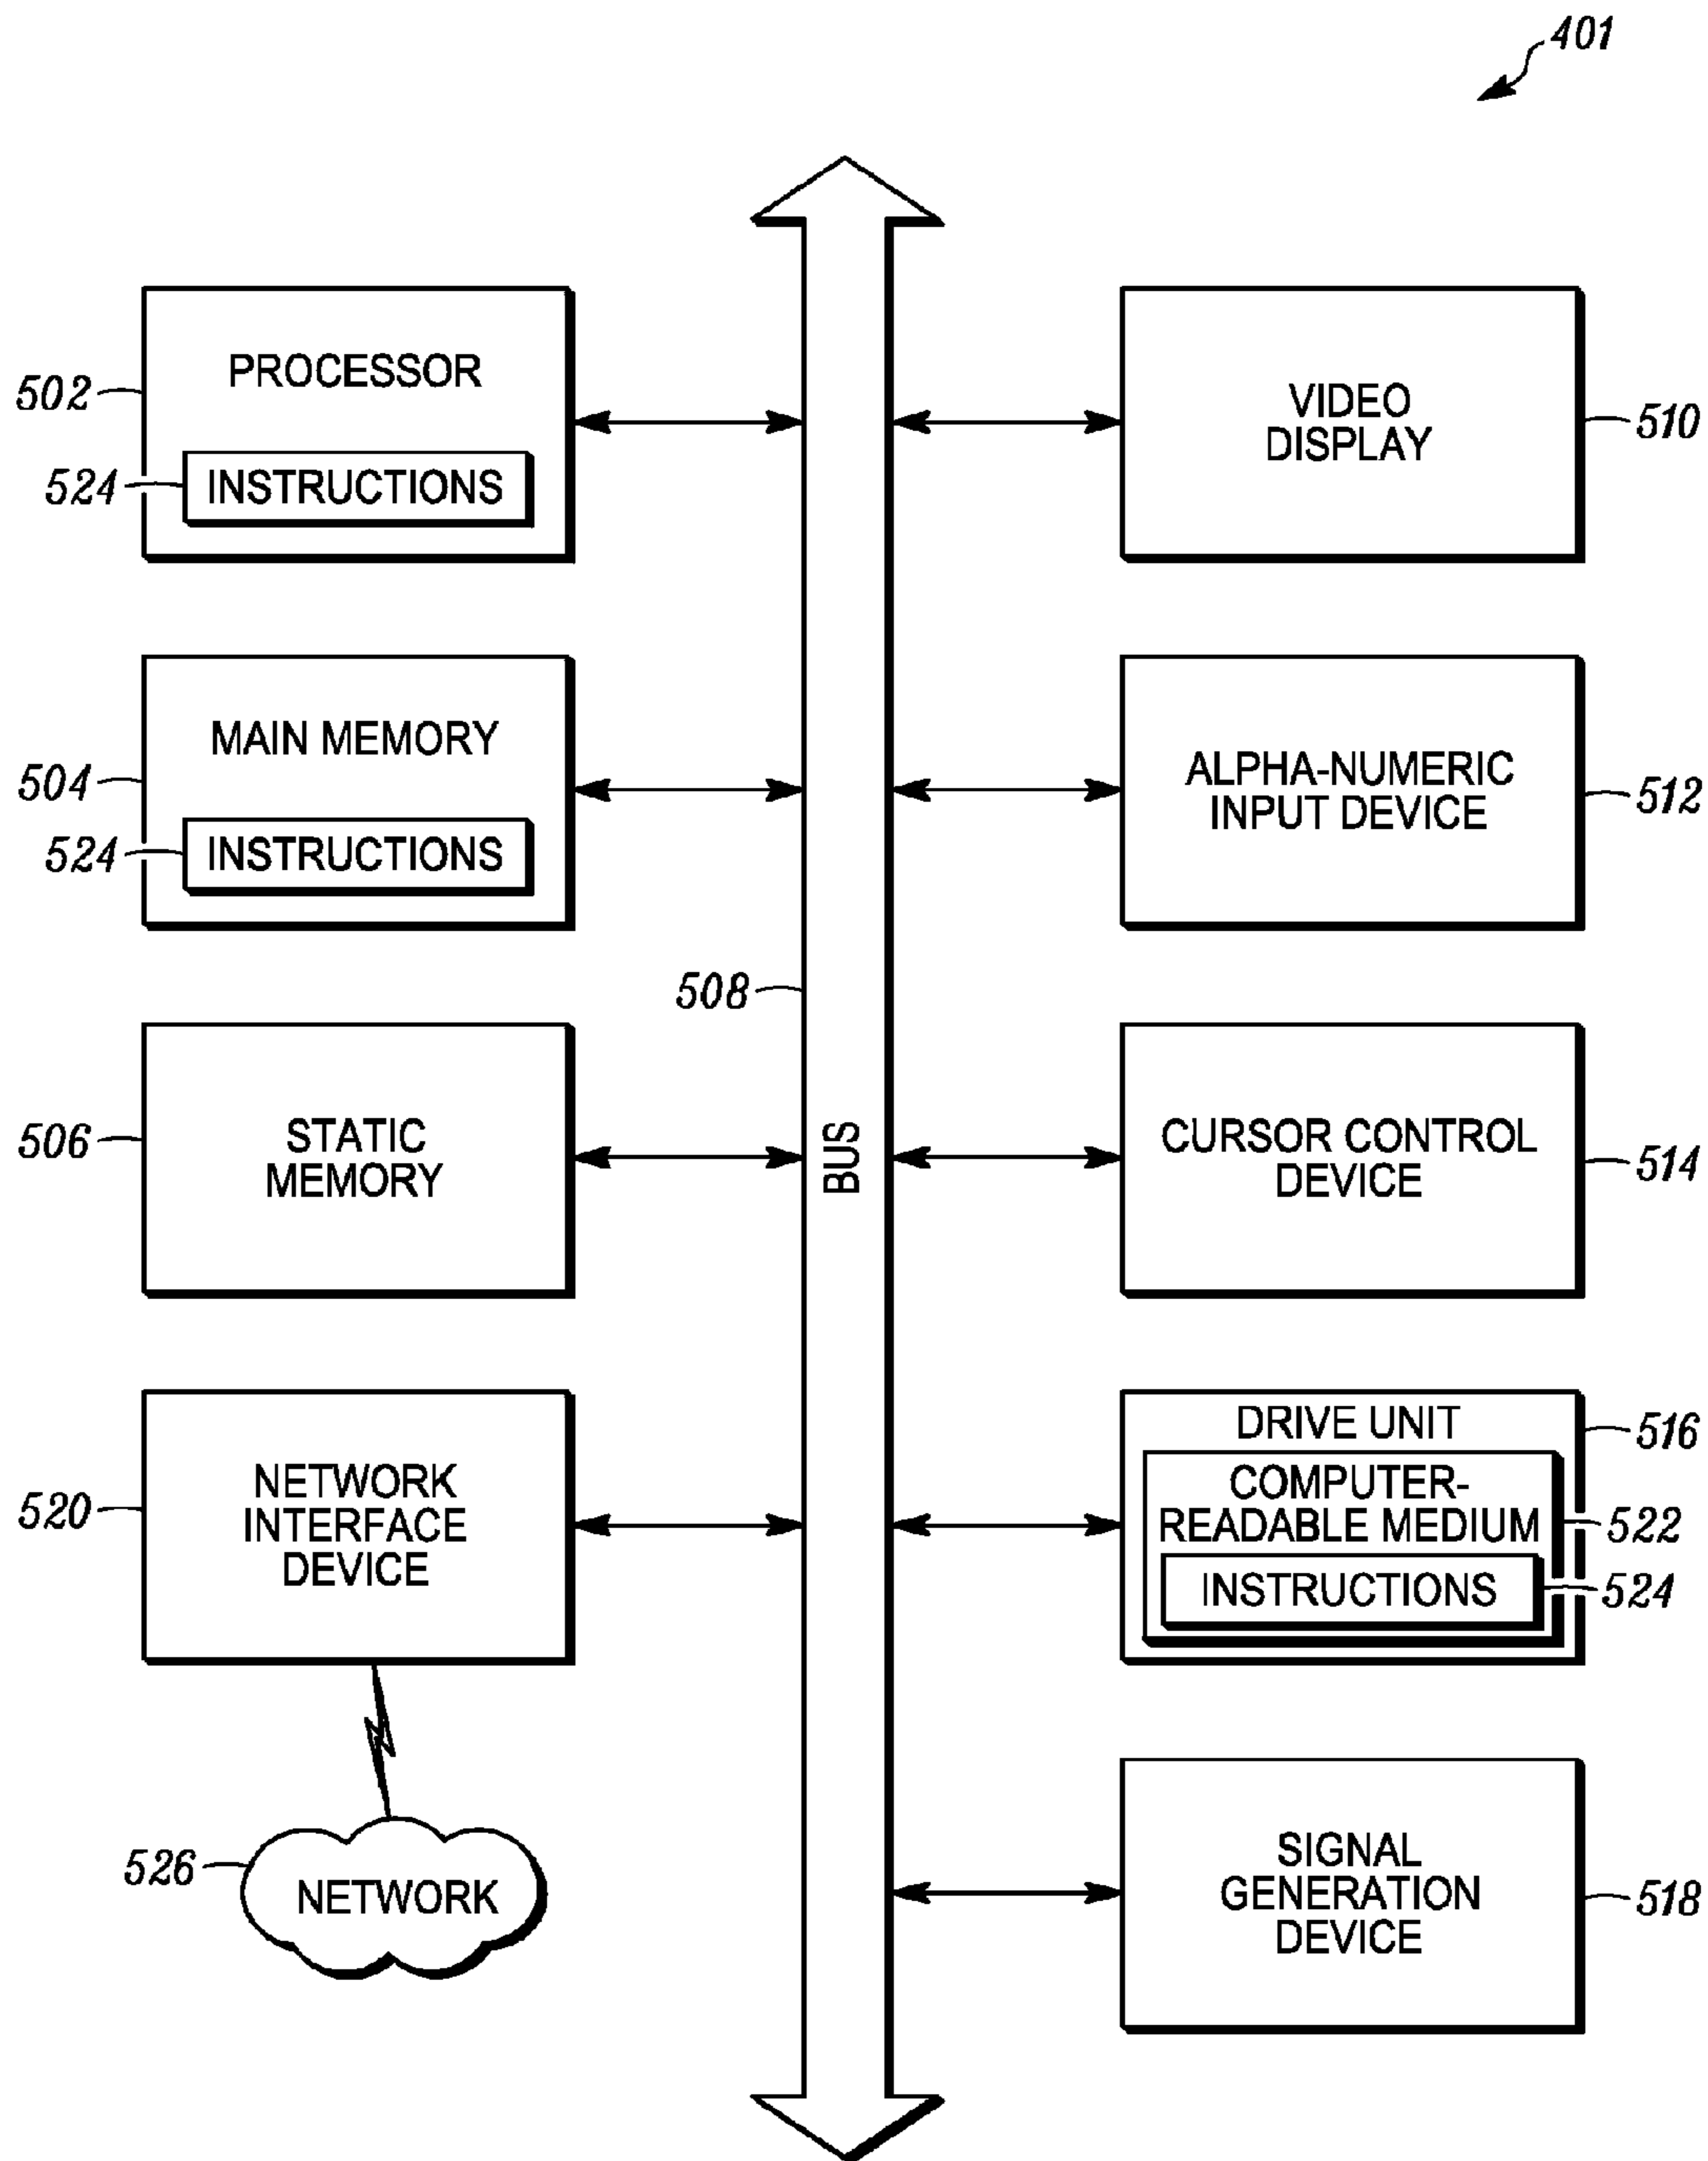 401
PROCESSOR
502
524
INSTRUCTIONS
VIDEO
DISPLAY
510
MAIN MEMORY
504
524
INSTRUCTIONS
ALPHA-NUMERIC
INPUT DEVICE
512
508
BUS
STATIC
MEMORY
506
CURSOR CONTROL
DEVICE
514
NETWORK
INTERFACE
DEVICE
520
DRIVE UNIT
516
COMPUTER-
READABLE MEDIUM
522
INSTRUCTIONS
524
526
NETWORK
SIGNAL
GENERATION
DEVICE
518